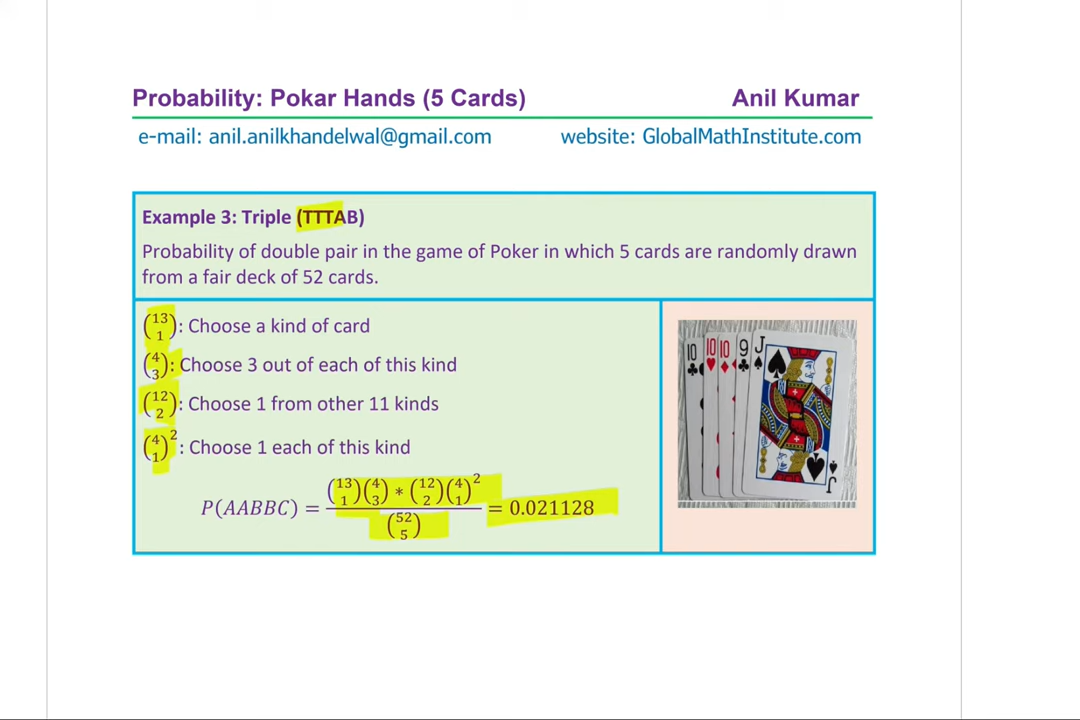 Probability: Pokar Hands (5 Cards) Anil Kumar
e-mail: anil.anilkhandelwal@gmail.com website: GlobalMathInstitute.com
Example 3: Triple (TTTAB)
Probability of double pair in the game of Poker in which 5 cards are randomly drawn
from a fair deck of 52 cards.
(13 1): Choose a kind of card
(4 3): Choose 3 out of each of this kind
(12 2): Choose 1 from other 11 kinds
(4 1)²: Choose 1 each of this kind
P(AABBC) = (13 1)(4 3) * (12 2)(4 1)² / (52 5) = 0.021128
10 10 10 9 J
J